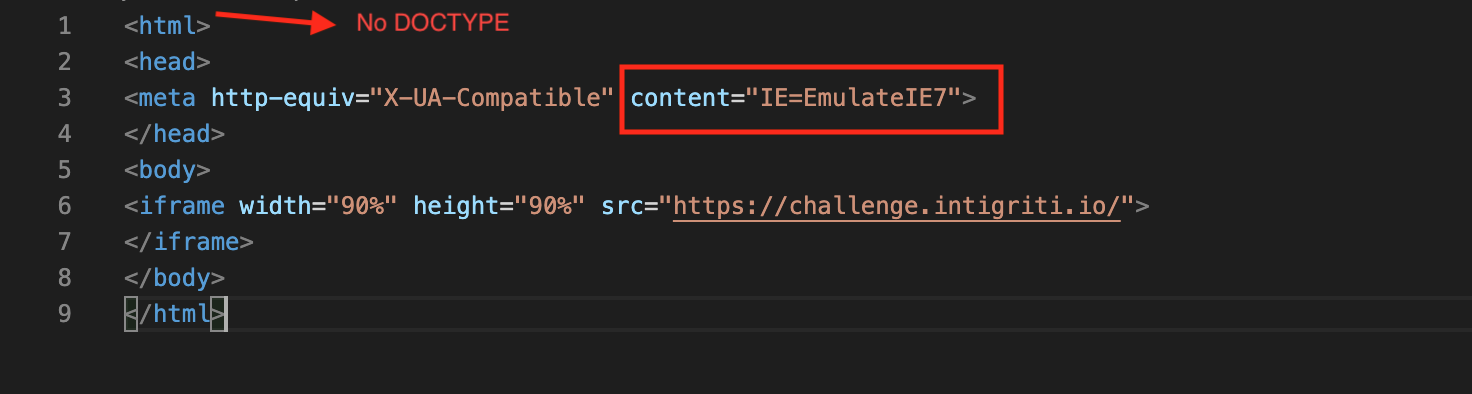 1 <html> No DOCTYPE
2 <head>
3 <meta http-equiv="X-UA-Compatible" content="IE=EmulateIE7">
4 </head>
5 <body>
6 <iframe width="90%" height="90%" src="https://challenge.intigriti.io/">
7 </iframe>
8 </body>
9 </html>